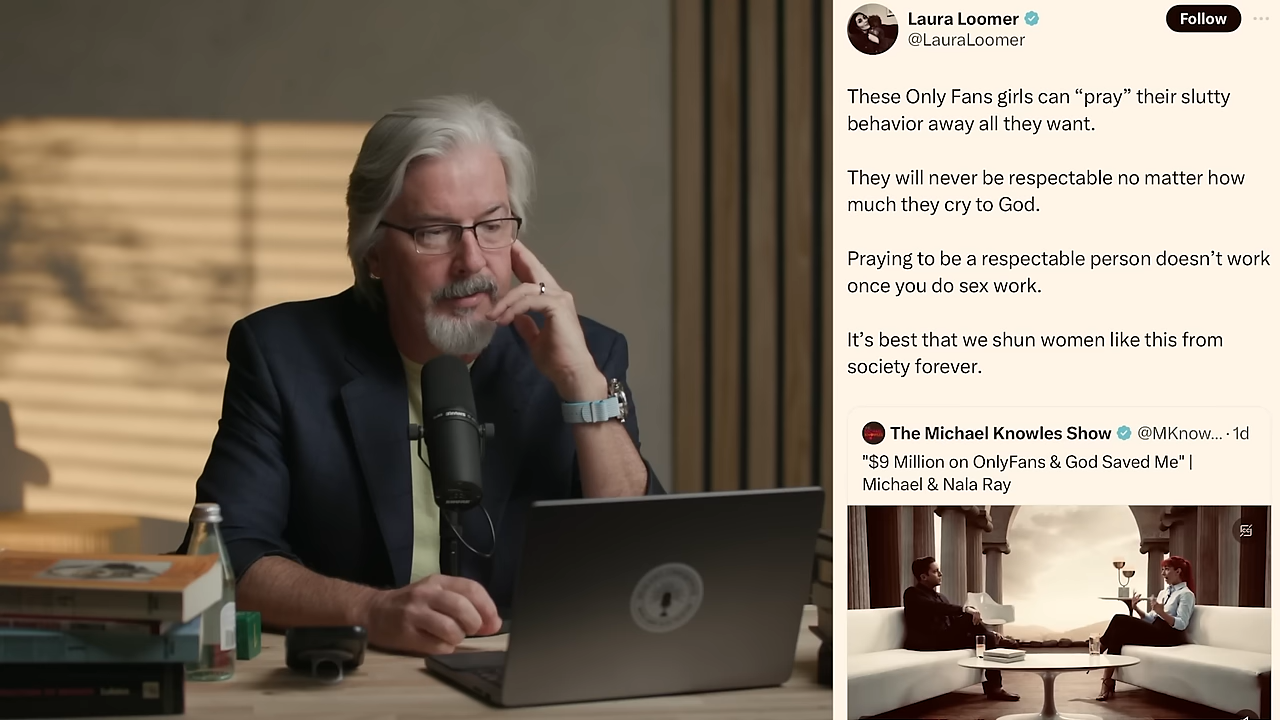 Laura Loomer
@LauraLoomer
Follow
These Only Fans girls can “pray” their slutty
behavior away all they want.
They will never be respectable no matter how
much they cry to God.
Praying to be a respectable person doesn’t work
once you do sex work.
It’s best that we shun women like this from
society forever.
The Michael Knowles Show @MKnow... · 1d
"$9 Million on OnlyFans & God Saved Me" |
Michael & Nala Ray